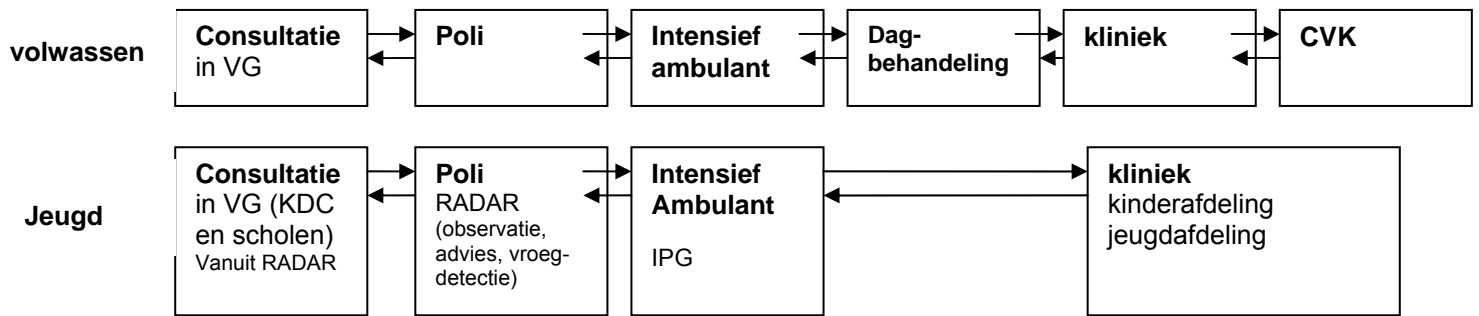 volwassen
Consultatie
in VG
Poli
Intensief
ambulant
Dag-
behandeling
kliniek
CVK
Jeugd
Consultatie
in VG (KDC
en scholen)
Vanuit RADAR
Poli
RADAR
(observatie,
advies, vroeg-
detectie)
Intensief
Ambulant
IPG
kliniek
kinderafdeling
jeugdafdeling